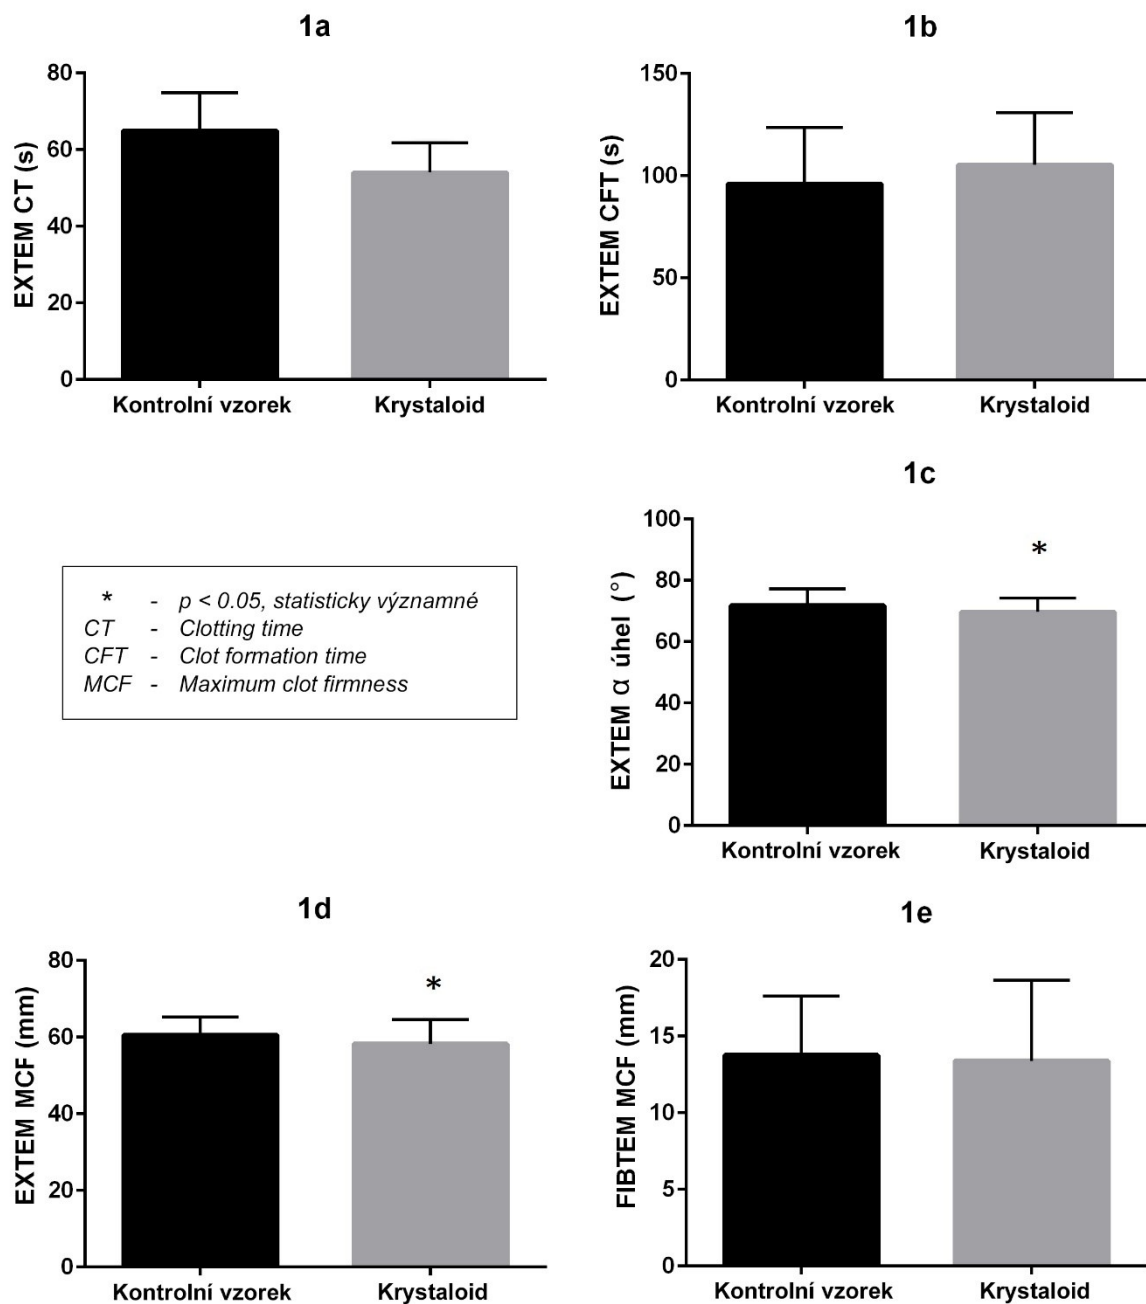 1a
EXTEM CT (s)
80
60
40
20
0
Kontrolní vzorek Krystaloid
1b
EXTEM CFT (s)
150
100
50
0
Kontrolní vzorek Krystaloid
1c
EXTEM α úhel (°)
100
80
60
40
20
0
*
Kontrolní vzorek Krystaloid
* - p < 0.05, statisticky významné
CT - Clotting time
CFT - Clot formation time
MCF - Maximum clot firmness
1d
EXTEM MCF (mm)
80
60
40
20
0
*
Kontrolní vzorek Krystaloid
1e
FIBTEM MCF (mm)
20
15
10
5
0
Kontrolní vzorek Krystaloid